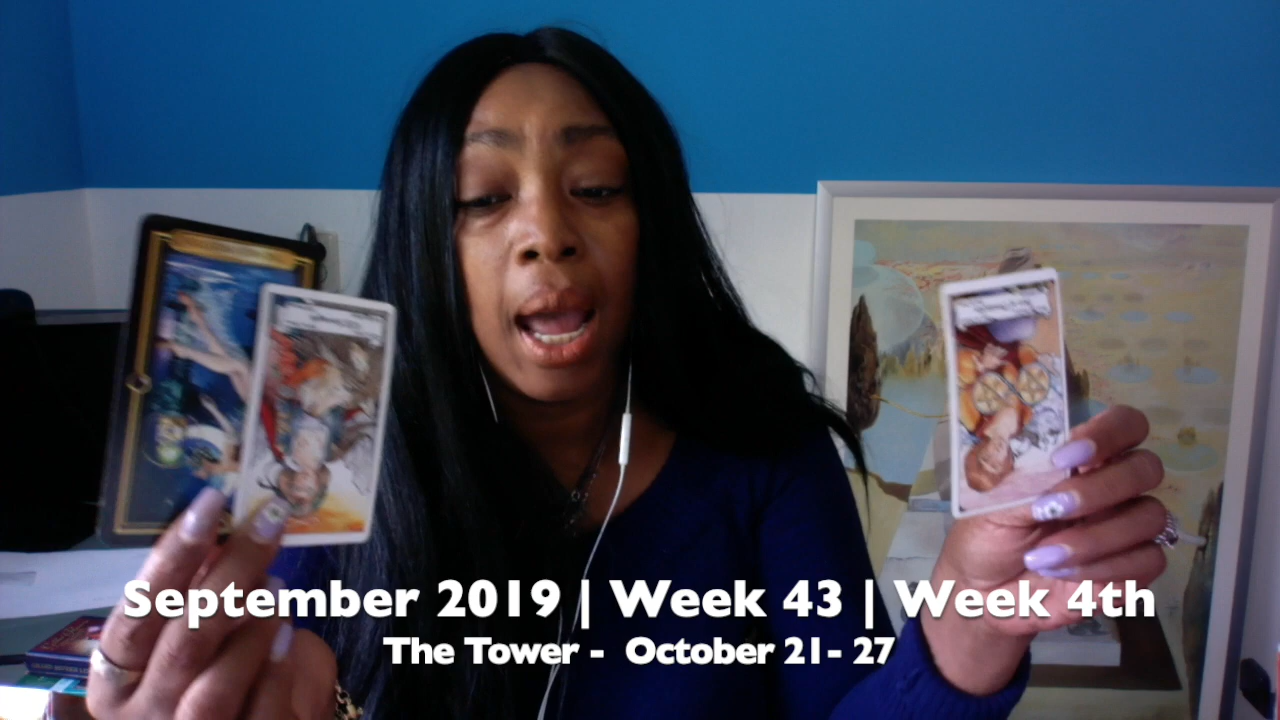 September 2019 | Week 43 | Week 4th
The Tower - October 21- 27